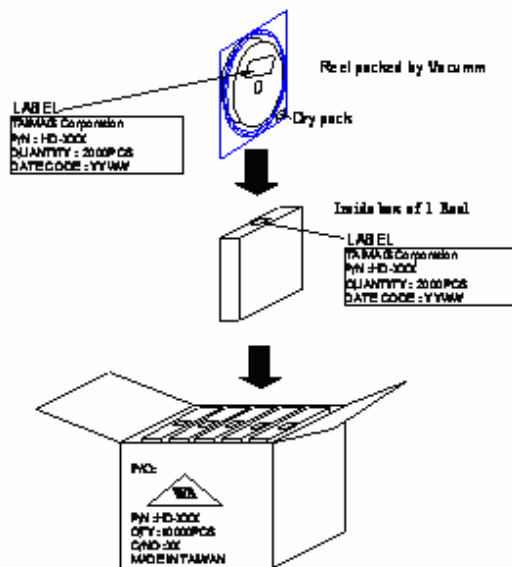 Reel packed by Vacumm
Dry pack
LABEL
TAIMAG Corporation
P/N : HD-XXX
QUANTITY : 2000PCS
DATE CODE : YYWW
Inside box of 1 Reel
LABEL
TAIMAG Corporation
P/N : HD-XXX
QUANTITY : 2000PCS
DATE CODE : YYWW
P/O:
P/N : HD-XXX
C/NO : XX
MADE IN TAIWAN